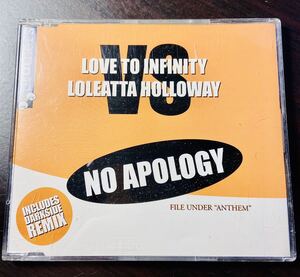 VS
LOVE TO INFINITY
LOLEATTA HOLLOWAY
NO APOLOGY
FILE UNDER "ANTHEM"
INCLUDES
DARKSIDE
REMIX